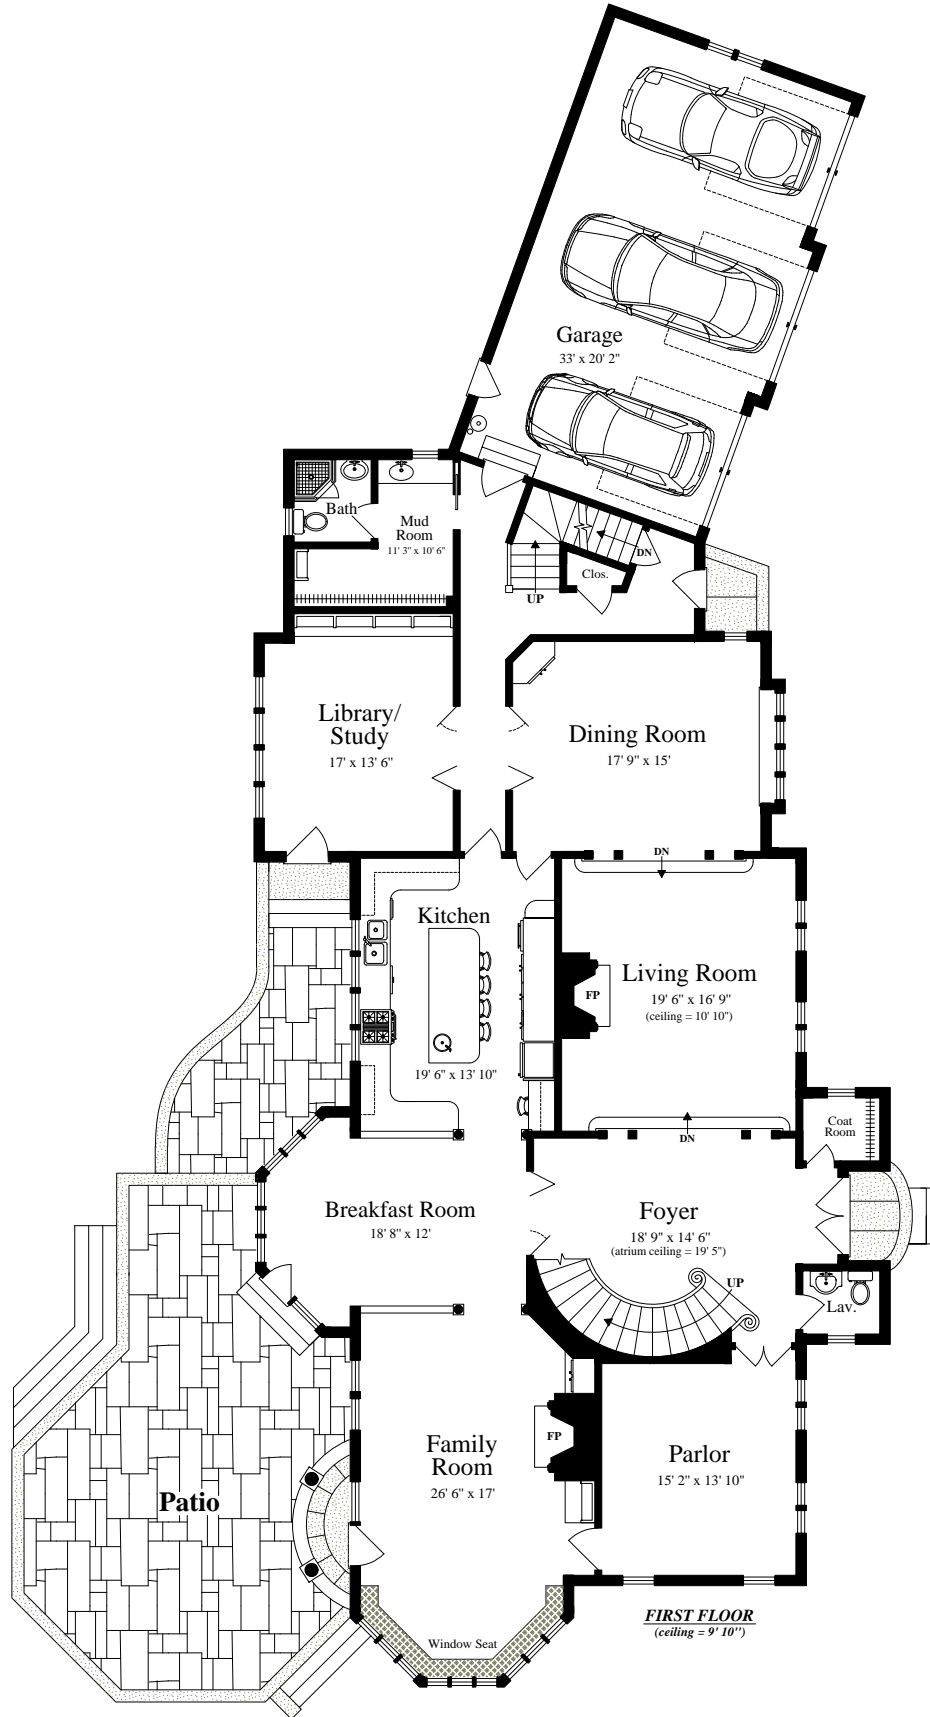 Garage
33' x 20' 2"
Bath
Mud
Room
11' 3" x 10' 6"
DN
Clos.
UP
Library/
Study
17' x 13' 6"
Dining Room
17' 9" x 15'
DN
Kitchen
19' 6" x 13' 10"
Living Room
19' 6" x 16' 9"
(ceiling = 10' 10")
FP
DN
Coat
Room
Breakfast Room
18' 8" x 12'
Foyer
18' 9" x 14' 6"
(atrium ceiling = 19' 5")
UP
Lav.
Family
Room
26' 6" x 17'
FP
Parlor
15' 2" x 13' 10"
Patio
Window Seat
FIRST FLOOR
(ceiling = 9' 10")